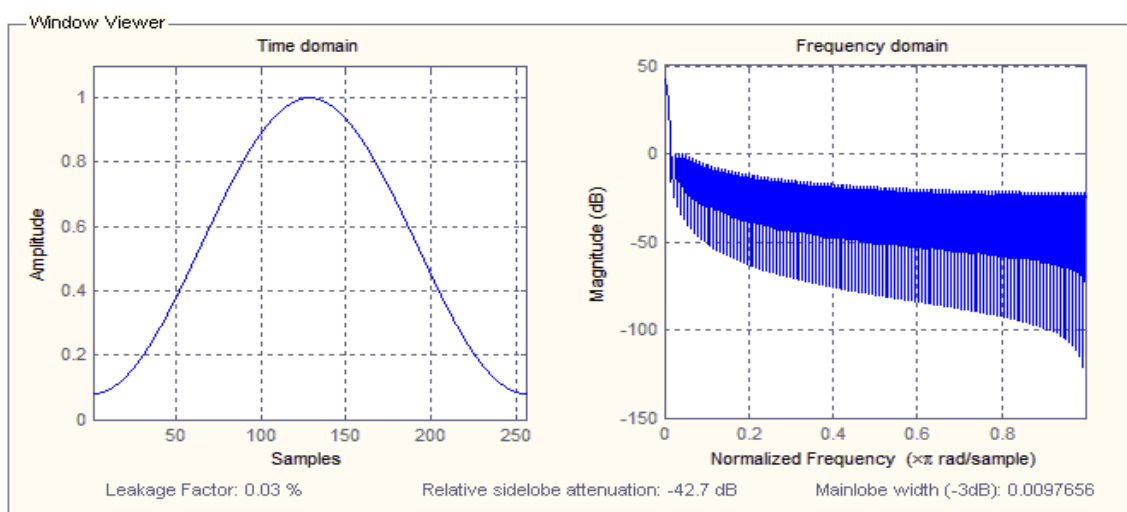 Window Viewer
Time domain
Amplitude
1
0.8
0.6
0.4
0.2
0
50 100 150 200 250
Samples
Frequency domain
Magnitude (dB)
50
0
-50
-100
-150
0 0.2 0.4 0.6 0.8
Normalized Frequency (×π rad/sample)
Leakage Factor: 0.03 %
Relative sidelobe attenuation: -42.7 dB
Mainlobe width (-3dB): 0.0097656